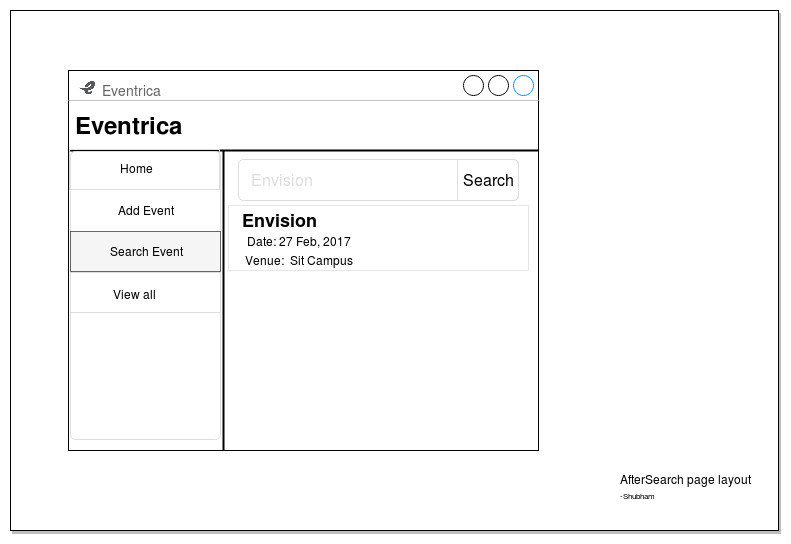 Eventrica
Eventrica
Home
Add Event
Search Event
View all
Envision
Search
Envision
Date: 27 Feb, 2017
Venue: Sit Campus
AfterSearch page layout
-Shubham